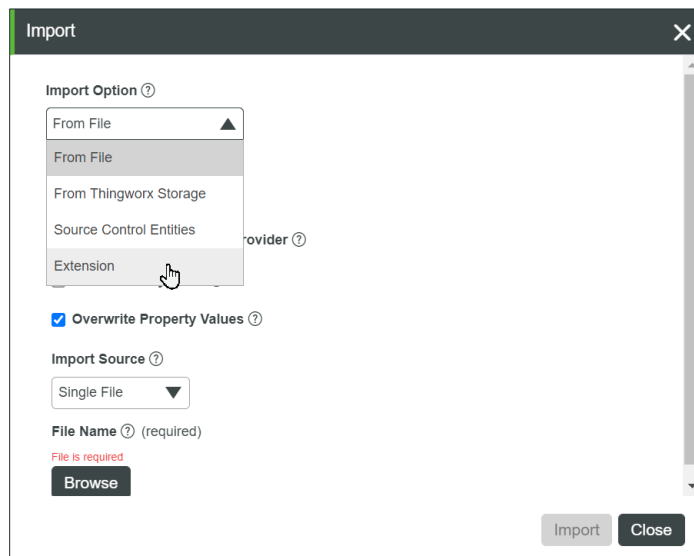 Import
Import Option
From File
From File
From Thingworx Storage
Source Control Entities
rovider
Extension
Overwrite Property Values
Import Source
Single File
File Name (required)
File is required
Browse
Import Close